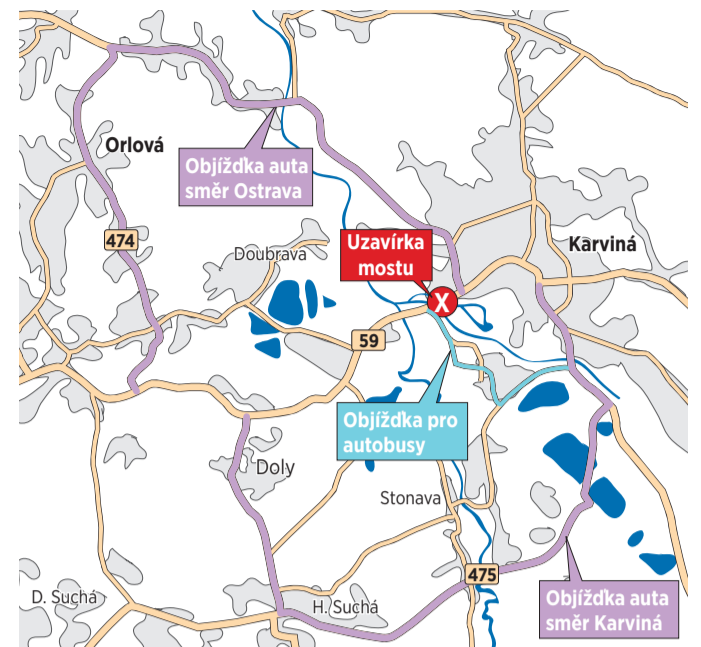 Orlová
Objížďka auta
směr Ostrava
474
Doubrava
Uzavírka
mostu
Karviná
X
59
Objížďka pro
autobusy
Doly
Stonava
475
D. Suchá
H. Suchá
Objížďka auta
směr Karviná